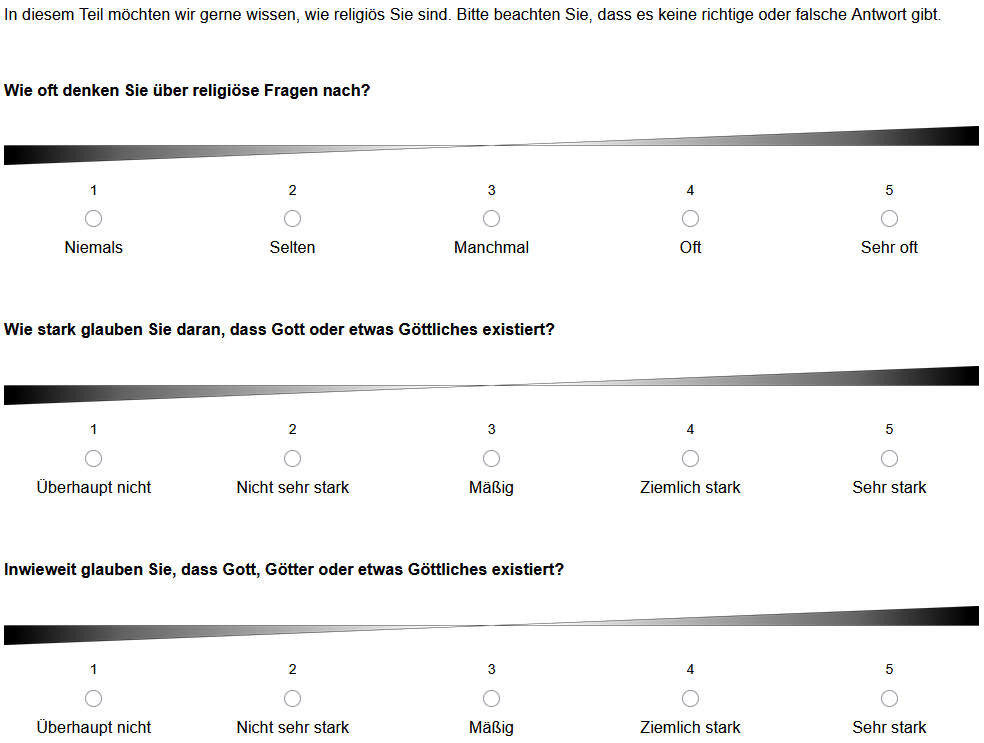 In diesem Teil möchten wir gerne wissen, wie religiös Sie sind. Bitte beachten Sie, dass es keine richtige oder falsche Antwort gibt.
Wie oft denken Sie über religiöse Fragen nach?
1 2 3 4 5
Niemals Selten Manchmal Oft Sehr oft
Wie stark glauben Sie daran, dass Gott oder etwas Göttliches existiert?
1 2 3 4 5
Überhaupt nicht Nicht sehr stark Mäßig Ziemlich stark Sehr stark
Inwieweit glauben Sie, dass Gott, Götter oder etwas Göttliches existiert?
1 2 3 4 5
Überhaupt nicht Nicht sehr stark Mäßig Ziemlich stark Sehr stark